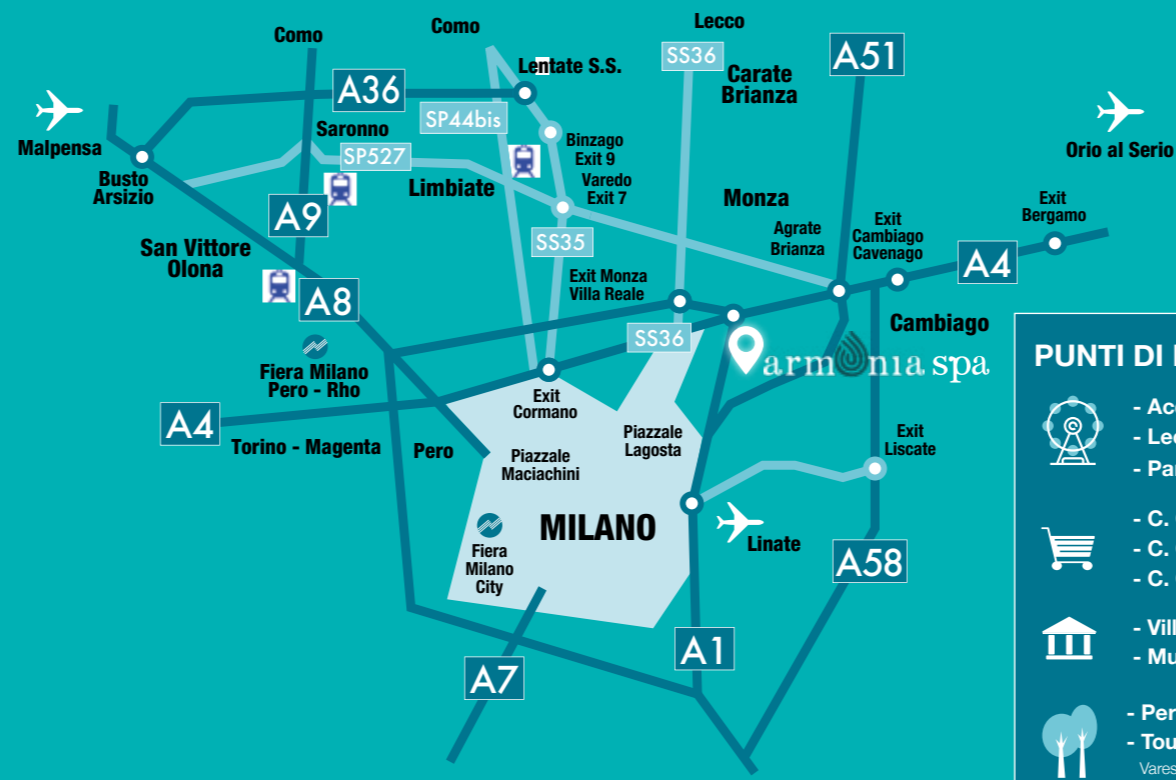 Como
Como
Lecco
SS36
A51
Lentate S.S.
Carate
Brianza
A36
SP44bis
Malpensa
Saronno
SP527
Binzago
Exit 9
Varedo
Exit 7
Orio al Serio
Busto
Arsizio
Limbiate
Monza
Exit
Bergamo
A9
SS35
Agrate
Brianza
Exit
Cambiago
Cavenago
A4
San Vittore
Olona
Exit Monza
Villa Reale
A8
SS36
Cambiago
armonia spa
Fiera Milano
Pero - Rho
Exit
Cormano
A4
Torino - Magenta
Pero
Piazzale
Maciachini
Piazzale
Lagosta
Exit
Liscate
MILANO
Linate
Fiera
Milano
City
A58
A1
A7
PUNTI DI
- Par
- C.
- C.
- C.
- Vill
- Mu
- Per
- Tou
Vares